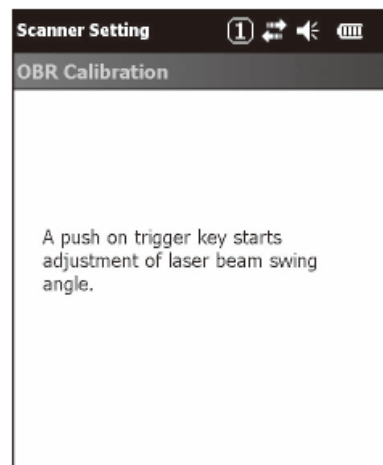 Scanner Setting 1
OBR Calibration
A push on trigger key starts
adjustment of laser beam swing
angle.